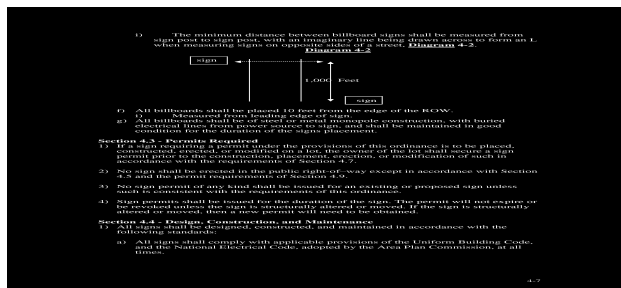 i) The minimum distance between billboard signs shall be measured from
sign post to sign post, with an imaginary line being drawn across to form an L
when measuring signs on opposite sides of a street, Diagram 4-2.
Diagram 4-2
sign
1,000 Feet
sign
f) All billboards shall be placed 10 feet from the edge of the ROW.
i) Measured from leading edge of sign.
g) All billboards shall be of steel or metal monopole construction, with buried
electrical lines from power source to sign, and shall be maintained in good
condition for the duration of the signs placement.
Section 4.3 - Permits Required
1) If a sign requiring a permit under the provisions of this ordinance is to be placed,
constructed, erected, or modified on a lot, the owner of the lot shall secure a sign
permit prior to the construction, placement, erection, or modification of such in
accordance with the requirements of Section 4.7.
2) No sign shall be erected in the public right-of-way except in accordance with Section
4.5 and the permit requirements of Section 4.9.
3) No sign permit of any kind shall be issued for an existing or proposed sign unless
such is consistent with the requirements of this ordinance.
4) Sign permits shall be issued for the duration of the sign. The permit will not expire or
be revoked unless the sign is structurally altered or moved. If the sign is structurally
altered or moved, then a new permit will need to be obtained.
Section 4.4 - Design, Construction, and Maintenance
1) All signs shall be designed, constructed, and maintained in accordance with the
following standards:
a) All signs shall comply with applicable provisions of the Uniform Building Code,
and the National Electrical Code, adopted by the Area Plan Commission, at all
times.
4-7